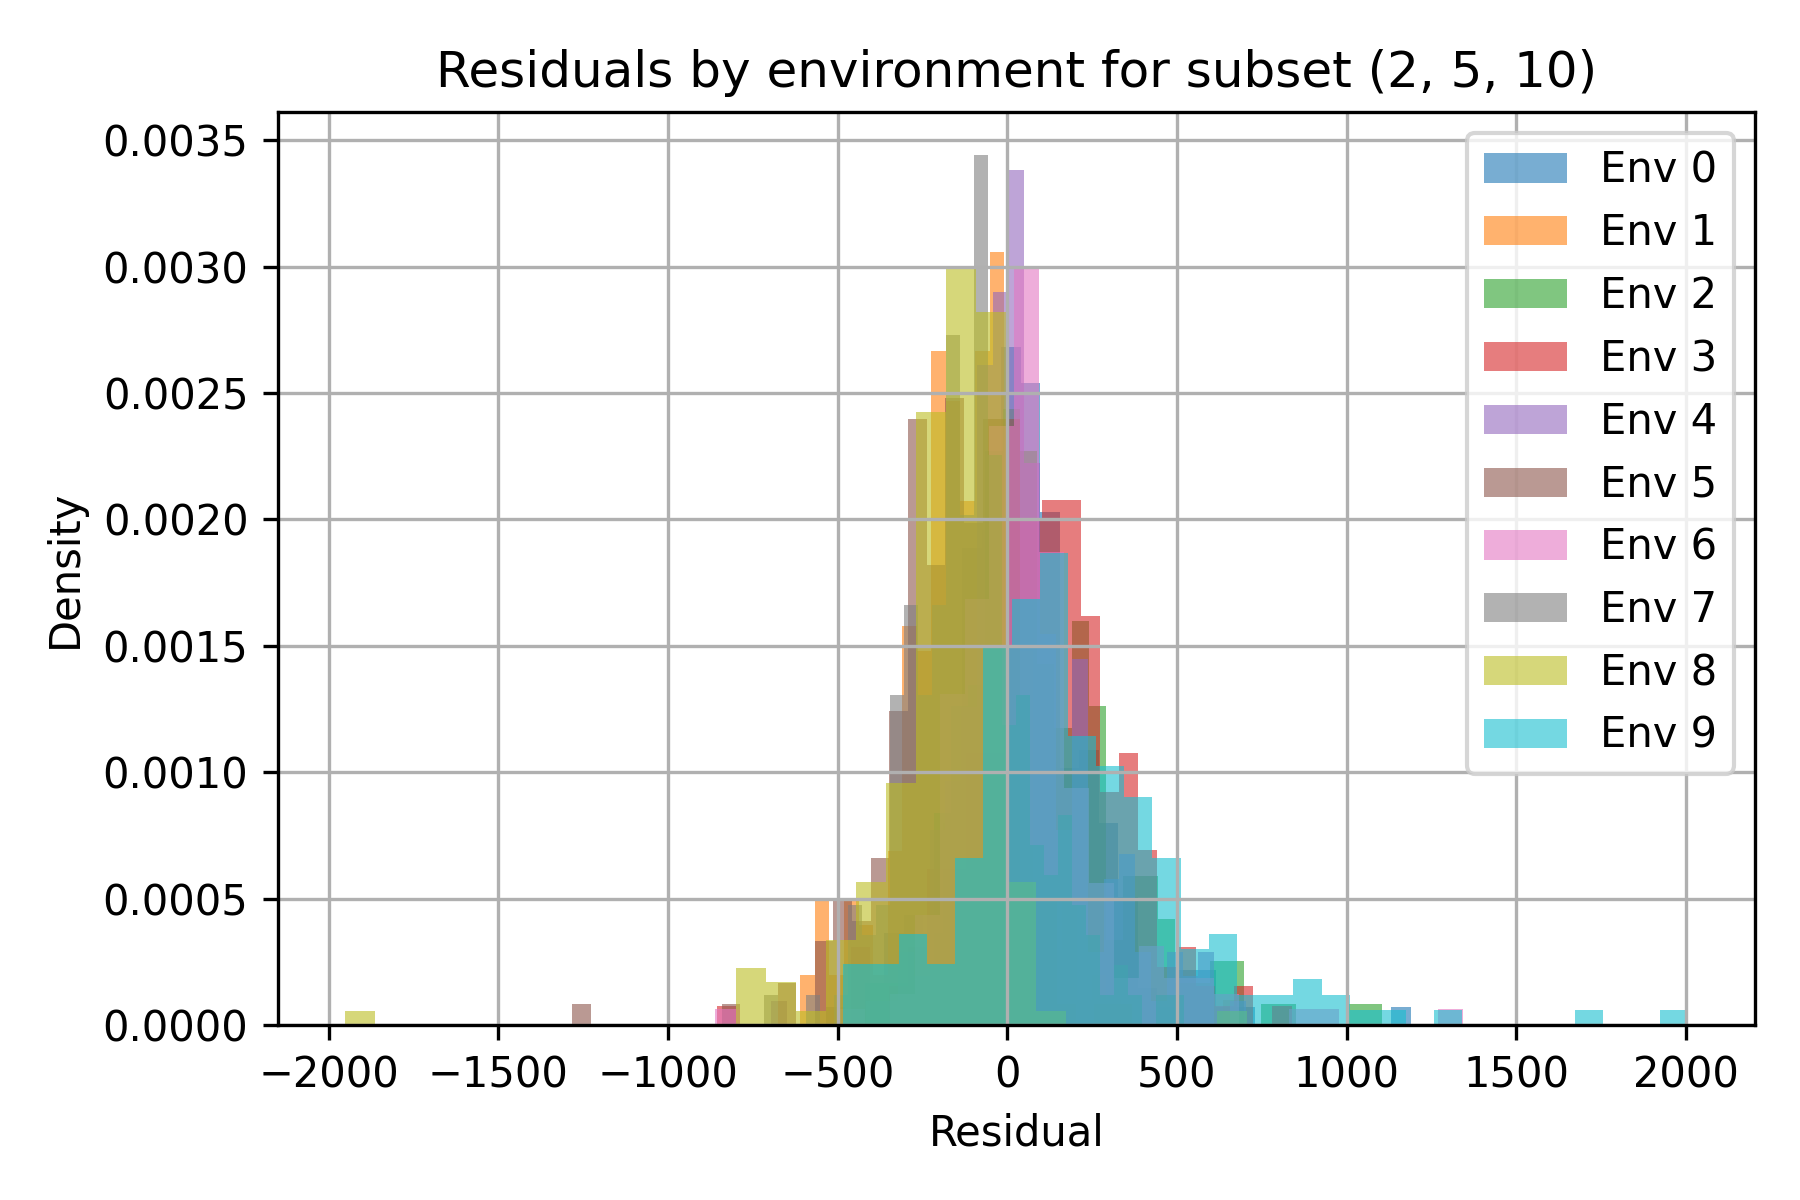 Residuals by environment for subset (2, 5, 10)
Density
0.0035
0.0030
0.0025
0.0020
0.0015
0.0010
0.0005
0.0000
Env 0
Env 1
Env 2
Env 3
Env 4
Env 5
Env 6
Env 7
Env 8
Env 9
−2000 −1500 −1000 −500 0 500 1000 1500 2000
Residual